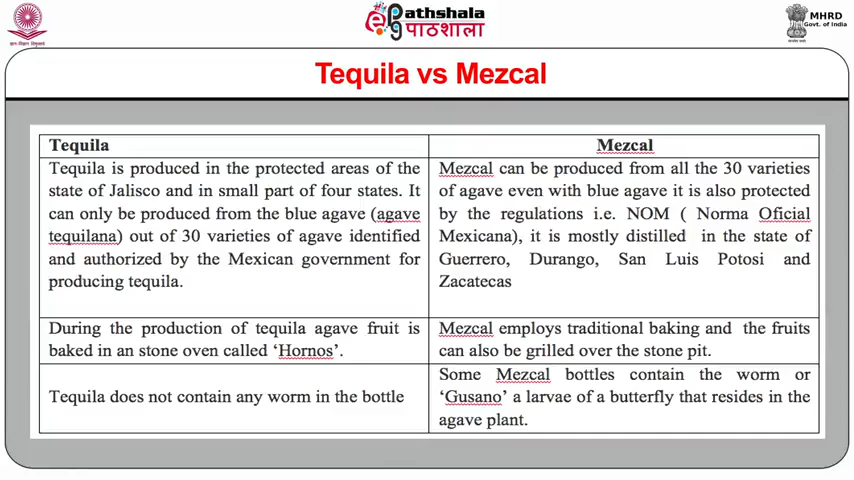 ePathshala
पाठशाला
MHRD
Govt. of India
Tequila vs Mezcal
Tequila
Mezcal
Tequila is produced in the protected areas of the
state of Jalisco and in small part of four states. It
can only be produced from the blue agave (agave
tequilana) out of 30 varieties of agave identified
and authorized by the Mexican government for
producing tequila.
Mezcal can be produced from all the 30 varieties
of agave even with blue agave it is also protected
by the regulations i.e. NOM ( Norma Oficial
Mexicana), it is mostly distilled in the state of
Guerrero, Durango, San Luis Potosi and
Zacatecas
During the production of tequila agave fruit is
baked in an stone oven called ‘Hornos’.
Mezcal employs traditional baking and the fruits
can also be grilled over the stone pit.
Tequila does not contain any worm in the bottle
Some Mezcal bottles contain the worm or
‘Gusano’ a larvae of a butterfly that resides in the
agave plant.